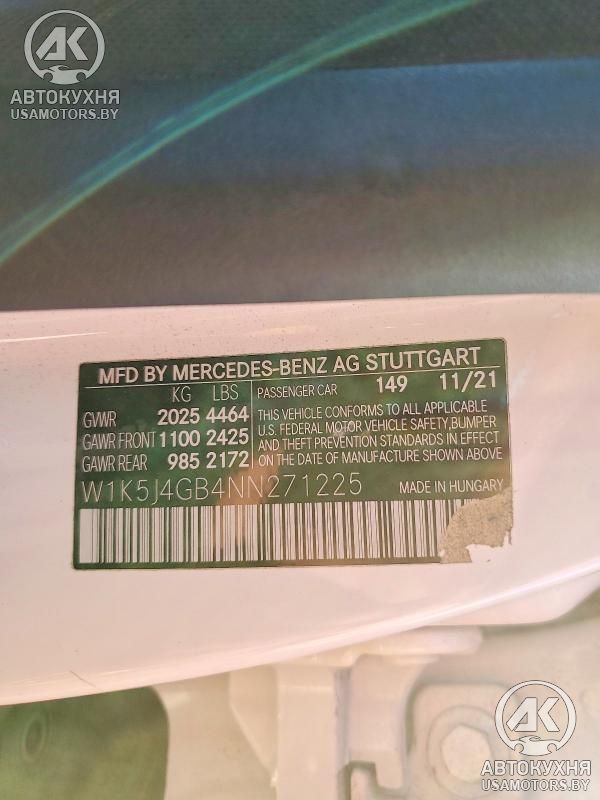 АК
АВТОКУХНЯ
USAMOTORS.BY
MFD BY MERCEDES-BENZ AG STUTTGART
KG LBS PASSENGER CAR 149 11/21
GVWR 2025 4464
GAWR FRONT 1100 2425
GAWR REAR 985 2172
THIS VEHICLE CONFORMS TO ALL APPLICABLE
U.S. FEDERAL MOTOR VEHICLE SAFETY, BUMPER
AND THEFT PREVENTION STANDARDS IN EFFECT
ON THE DATE OF MANUFACTURE SHOWN ABOVE.
W1K5J4GB4NN271225 MADE IN HUNGARY
АК
АВТОКУХНЯ
USAMOTORS.BY